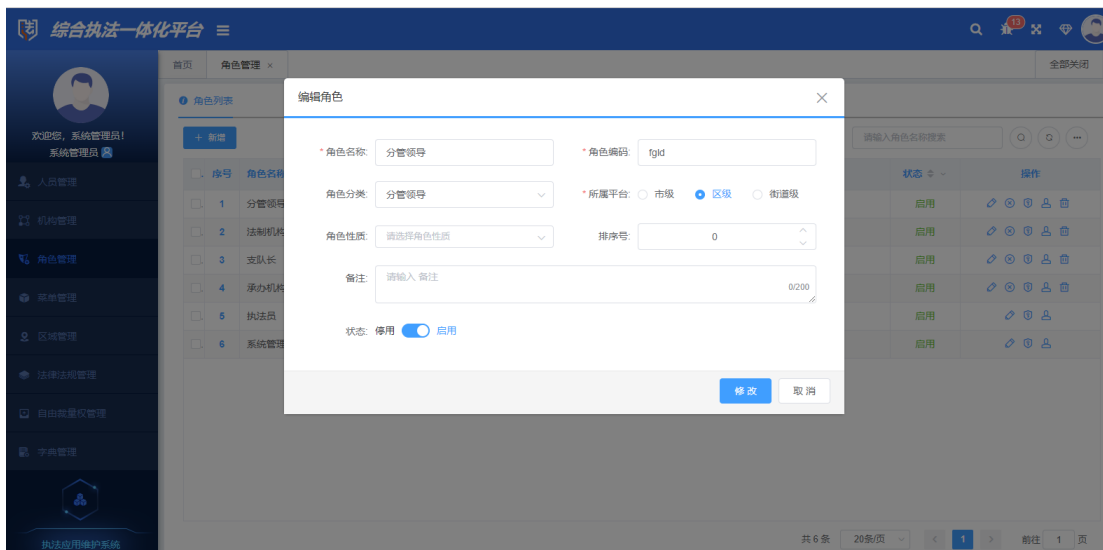 综合执法一体化平台
13
首页 角色管理 × 全部关闭
欢迎您，系统管理员！
系统管理员
人员管理
机构管理
角色管理
菜单管理
区域管理
法律法规管理
自由裁量权管理
字典管理
执法应用维护系统
角色列表
+ 新增 请输入角色名称搜索
序号 角色名称 状态 操作
1 分管领导 启用
2 法制机构 启用
3 支队长 启用
4 承办机构 启用
5 执法员 启用
6 系统管理 启用
编辑角色
* 角色名称: 分管领导 * 角色编码: fgld
角色分类: 分管领导 * 所属平台: 市级 区级 街道级
角色性质: 请选择角色性质 排序号: 0
备注: 请输入 备注
0/200
状态: 停用 启用
修改 取消
共 6 条 20条/页 < 1 > 前往 1 页